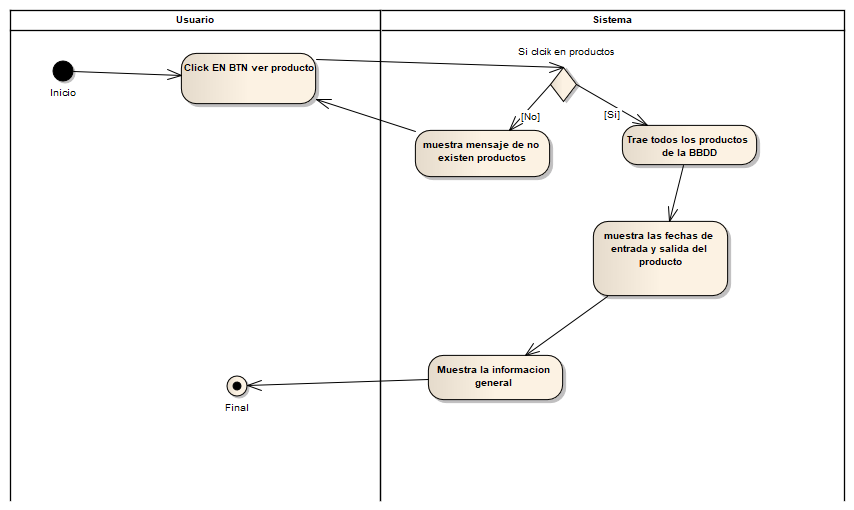 Usuario
Sistema
Si clcik en productos
Click EN BTN ver producto
Inicio
[No]
[Si]
muestra mensaje de no
existen productos
Trae todos los productos
de la BBDD
muestra las fechas de
entrada y salida del
producto
Muestra la informacion
general
Final